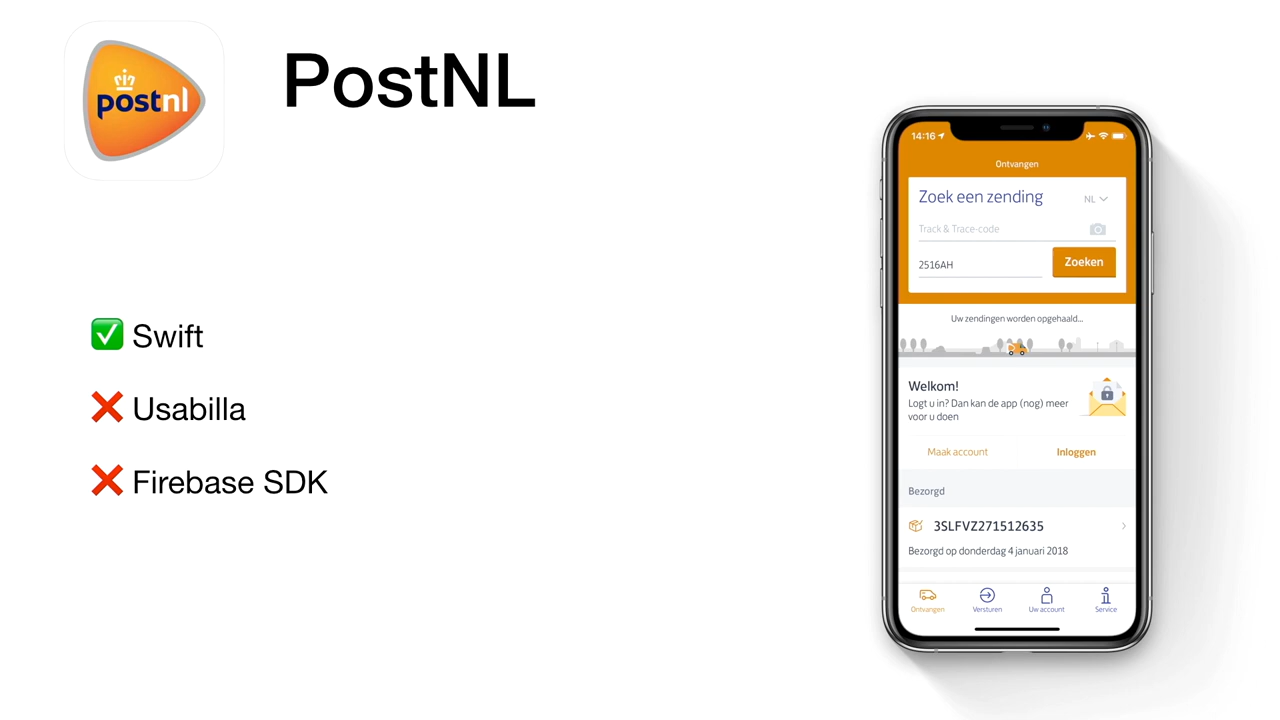 postnl
PostNL
✅ Swift
❌ Usabilla
❌ Firebase SDK
14:16
Ontvangen
Zoek een zending
NL
Track & Trace-code
2516AH
Zoeken
Uw zendingen worden opgehaald...
Welkom!
Logt u in? Dan kan de app (nog) meer
voor u doen
Maak account
Inloggen
Bezorgd
3SLFVZ271512635
Bezorgd op donderdag 4 januari 2018
Ontvangen
Versturen
Uw account
Service